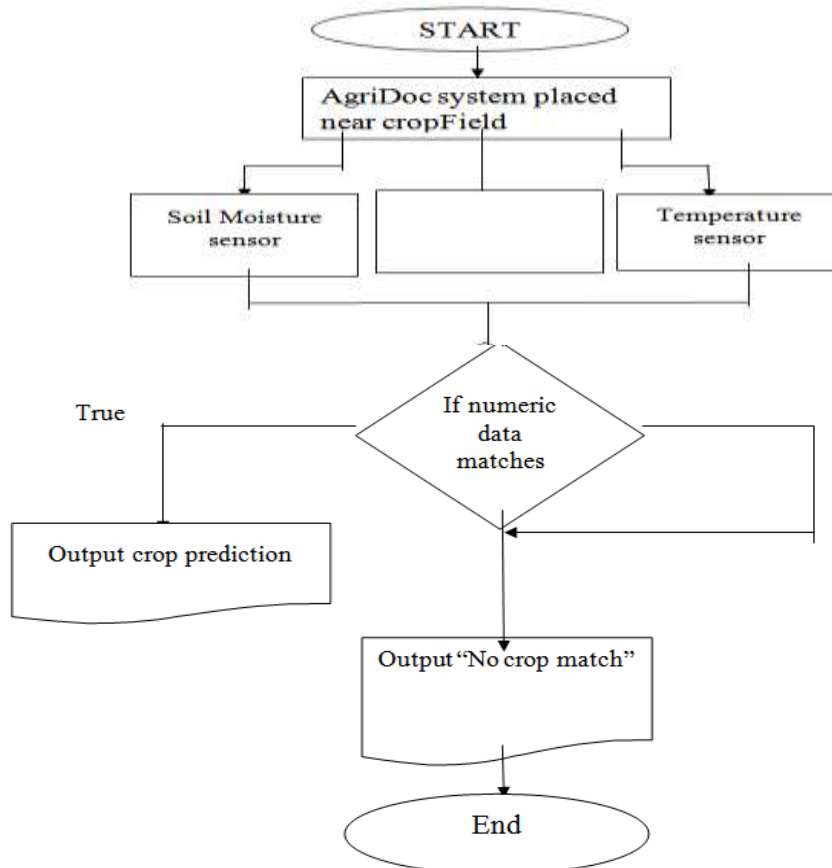 START
AgriDoc system placed
near cropField
Soil Moisture
sensor
Temperature
sensor
True
If numeric
data
matches
Output crop prediction
Output “No crop match”
End